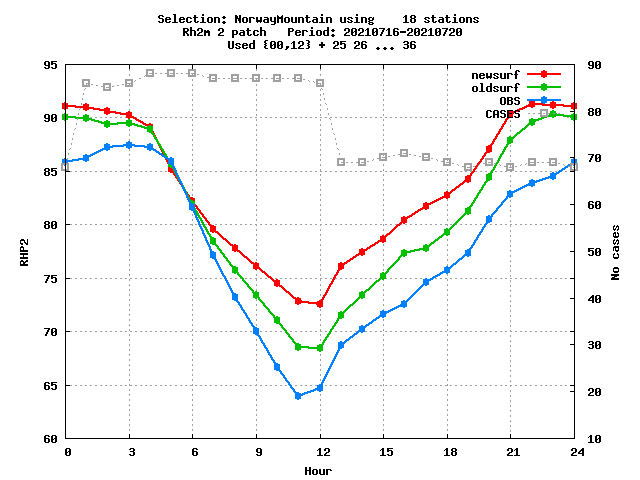 Selection: NorwayMountain using    18 stations
Rh2m 2 patch   Period: 20210716-20210720
Used {00,12} + 25 26 ... 36
95 90
newsurf
oldsurf
OBS
CASES
90 80
85 70
80 60
RHP2
No cases
50
75
40
70
30
65
20
60 10
0 3 6 9 12 15 18 21 24
Hour